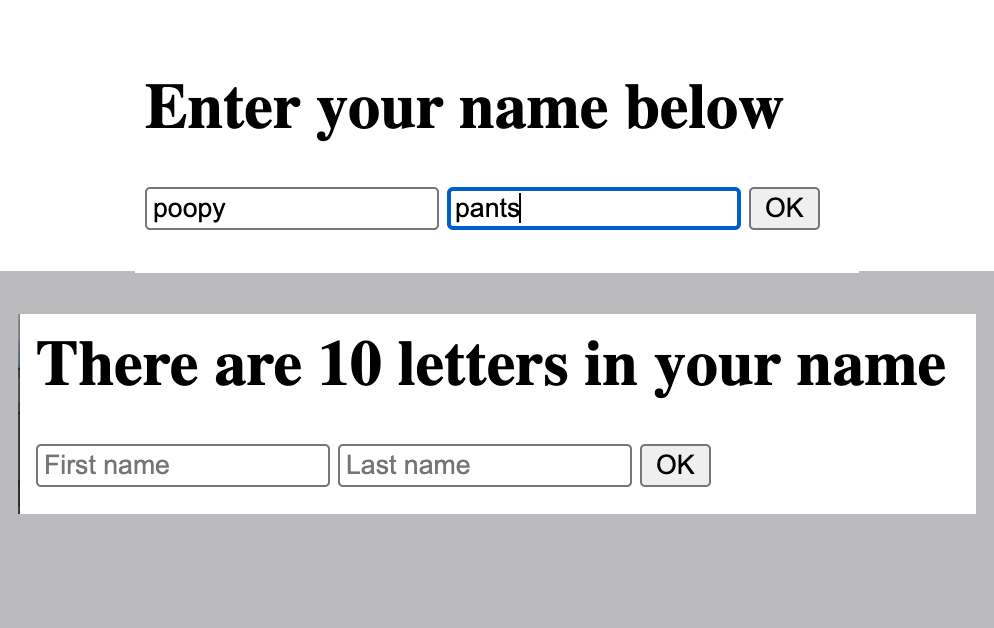 Enter your name below
poopy pants OK
There are 10 letters in your name
First name Last name OK